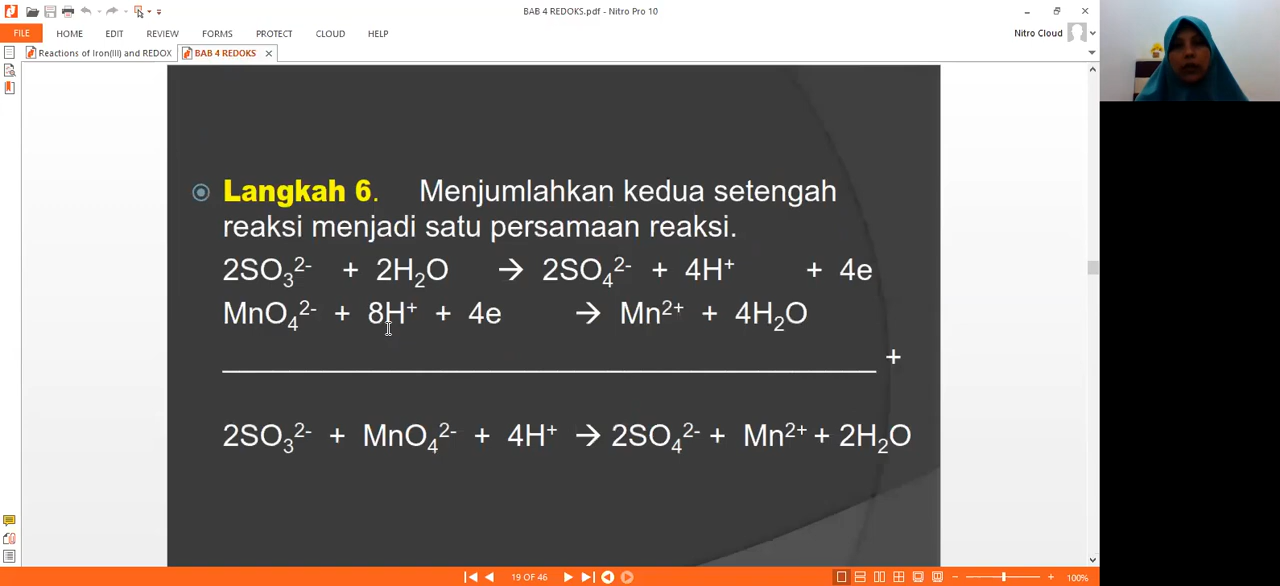 BAB 4 REDOKS.pdf - Nitro Pro 10
FILE HOME EDIT REVIEW FORMS PROTECT CLOUD HELP
Nitro Cloud
Reactions of Iron(III) and REDOX BAB 4 REDOKS
Langkah 6. Menjumlahkan kedua setengah
reaksi menjadi satu persamaan reaksi.
2SO₃²⁻ + 2H₂O → 2SO₄²⁻ + 4H⁺ + 4e
MnO₄²⁻ + 8H⁺ + 4e → Mn²⁺ + 4H₂O
+
2SO₃²⁻ + MnO₄²⁻ + 4H⁺ → 2SO₄²⁻ + Mn²⁺ + 2H₂O
19 OF 46
100%